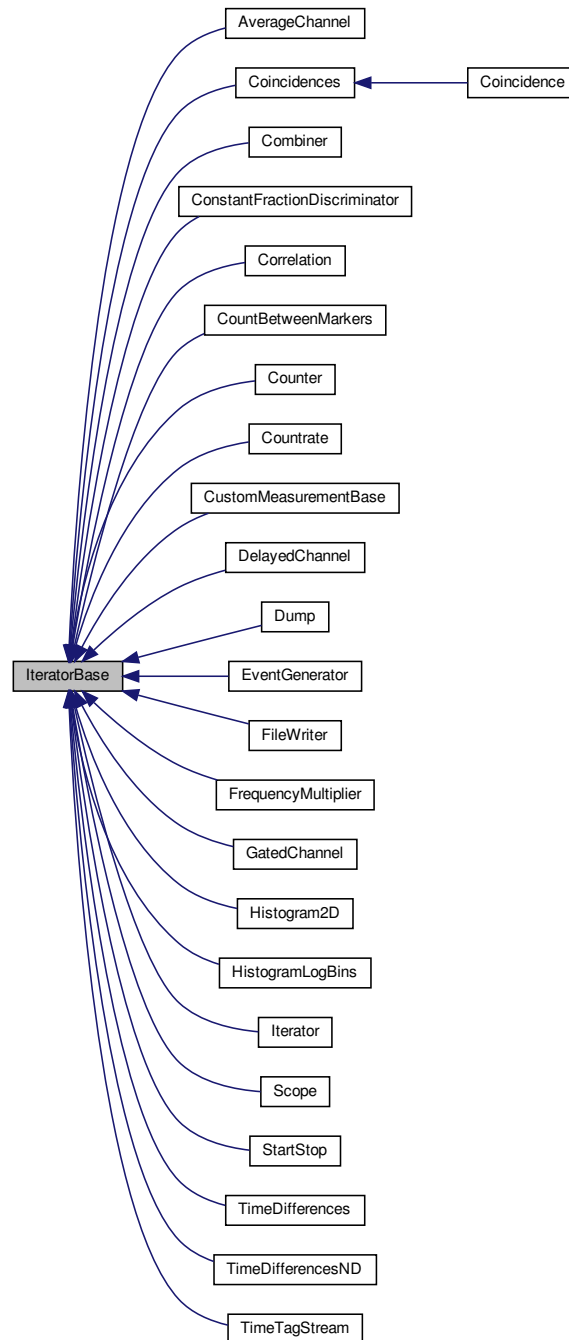 AverageChannel
Coincidences
Coincidence
Combiner
ConstantFractionDiscriminator
Correlation
CountBetweenMarkers
Counter
Countrate
CustomMeasurementBase
DelayedChannel
Dump
IteratorBase
EventGenerator
FileWriter
FrequencyMultiplier
GatedChannel
Histogram2D
HistogramLogBins
Iterator
Scope
StartStop
TimeDifferences
TimeDifferencesND
TimeTagStream